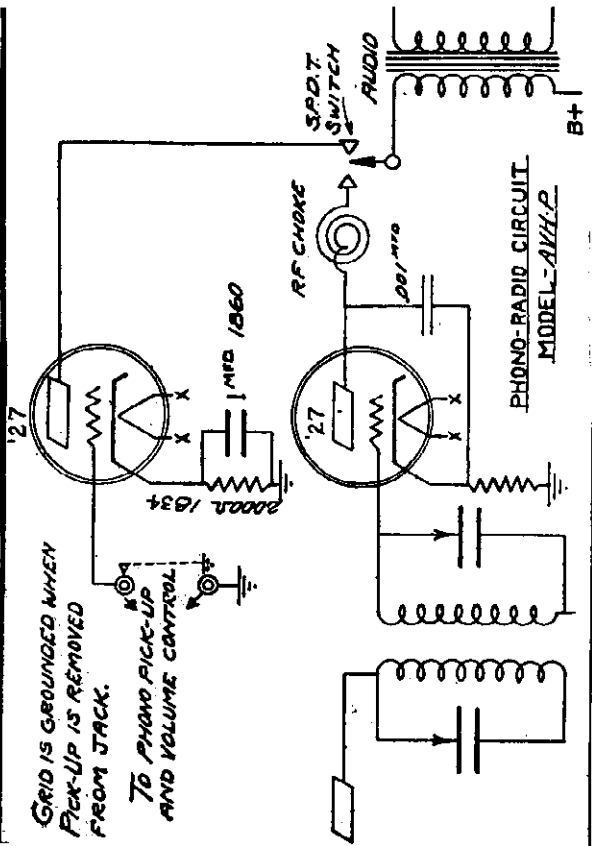 GRID IS GROUNDED WHEN
PICK-UP IS REMOVED
FROM JACK.
TO PHONO PICK-UP
AND VOLUME CONTROL
'27
2000Ω 1834
1 MFD 1860
x
x
'27
x
x
RF CHOKE
.001 MFD
S.P.D.T.
SWITCH
AUDIO
B+
PHONO-RADIO CIRCUIT
MODEL-AVH.P.